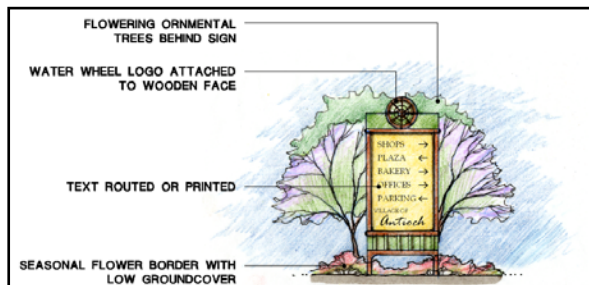 FLOWERING ORNMENTAL
TREES BEHIND SIGN
WATER WHEEL LOGO ATTACHED
TO WOODEN FACE
TEXT ROUTED OR PRINTED
SHOPS →
PLAZA ←
BAKERY →
OFFICES →
PARKING ←
VILLAGE OF
Antioch
SEASONAL FLOWER BORDER WITH
LOW GROUNDCOVER